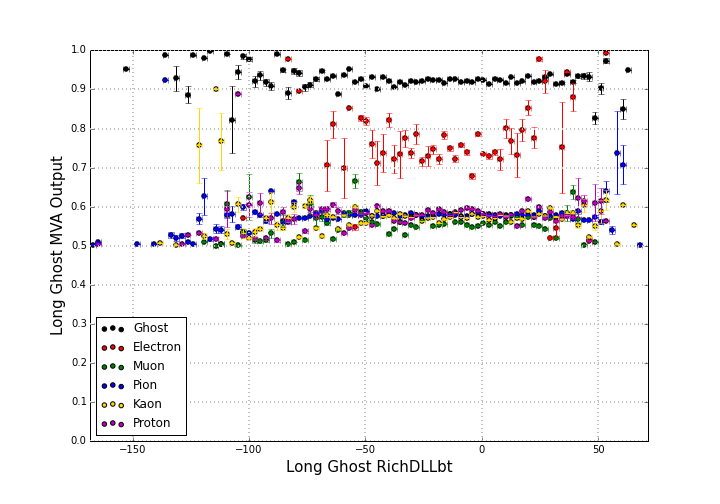 1.0
0.9
0.8
0.7
0.6
0.5
0.4
0.3
0.2
0.1
0.0
Long Ghost MVA Output
Ghost
Electron
Muon
Pion
Kaon
Proton
−150 −100 −50 0 50
Long Ghost RichDLLbt